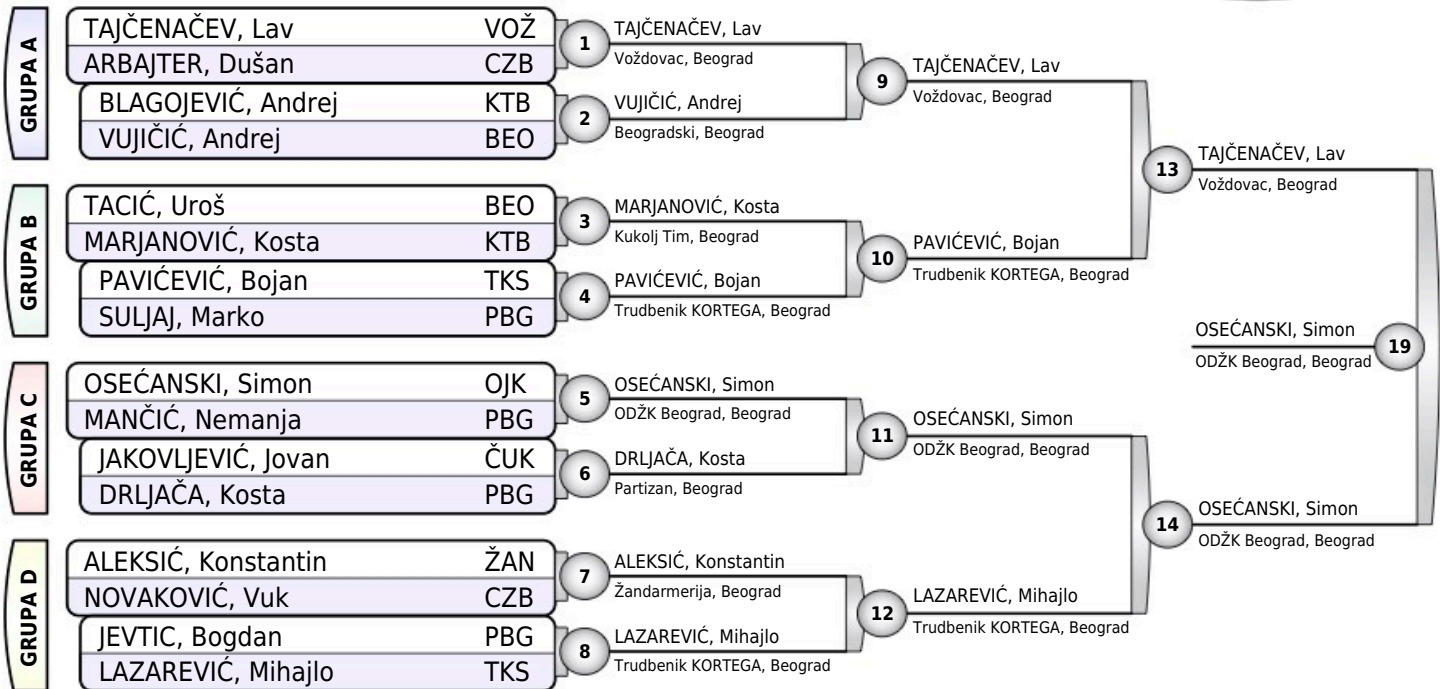 GRUPA A
TAJČENAČEV, Lav VOŽ
ARBAJTER, Dušan CZB
BLAGOJEVIĆ, Andrej KTB
VUJIČIĆ, Andrej BEO
GRUPA B
TACIĆ, Uroš BEO
MARJANOVIĆ, Kosta KTB
PAVIĆEVIĆ, Bojan TKS
SULJAJ, Marko PBG
GRUPA C
OSEĆANSKI, Simon OJK
MANČIĆ, Nemanja PBG
JAKOVLJEVIĆ, Jovan ČUK
DRLJAČA, Kosta PBG
GRUPA D
ALEKSIĆ, Konstantin ŽAN
NOVAKOVIĆ, Vuk CZB
JEVTIC, Bogdan PBG
LAZAREVIĆ, Mihajlo TKS
1
TAJČENAČEV, Lav
Voždovac, Beograd
2
VUJIČIĆ, Andrej
Beogradski, Beograd
3
MARJANOVIĆ, Kosta
Kukolj Tim, Beograd
4
PAVIĆEVIĆ, Bojan
Trudbenik KORTEGA, Beograd
5
OSEĆANSKI, Simon
ODŽK Beograd, Beograd
6
DRLJAČA, Kosta
Partizan, Beograd
7
ALEKSIĆ, Konstantin
Žandarmerija, Beograd
8
LAZAREVIĆ, Mihajlo
Trudbenik KORTEGA, Beograd
9
TAJČENAČEV, Lav
Voždovac, Beograd
10
PAVIĆEVIĆ, Bojan
Trudbenik KORTEGA, Beograd
11
OSEĆANSKI, Simon
ODŽK Beograd, Beograd
12
LAZAREVIĆ, Mihajlo
Trudbenik KORTEGA, Beograd
13
TAJČENAČEV, Lav
Voždovac, Beograd
14
OSEĆANSKI, Simon
ODŽK Beograd, Beograd
OSEĆANSKI, Simon
ODŽK Beograd, Beograd
19